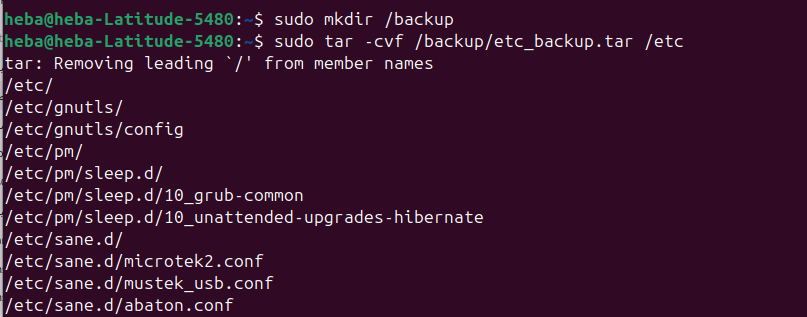 heba@heba-Latitude-5480:~$ sudo mkdir /backup
heba@heba-Latitude-5480:~$ sudo tar -cvf /backup/etc_backup.tar /etc
tar: Removing leading `/' from member names
/etc/
/etc/gnutls/
/etc/gnutls/config
/etc/pm/
/etc/pm/sleep.d/
/etc/pm/sleep.d/10_grub-common
/etc/pm/sleep.d/10_unattended-upgrades-hibernate
/etc/sane.d/
/etc/sane.d/microtek2.conf
/etc/sane.d/mustek_usb.conf
/etc/sane.d/abaton.conf